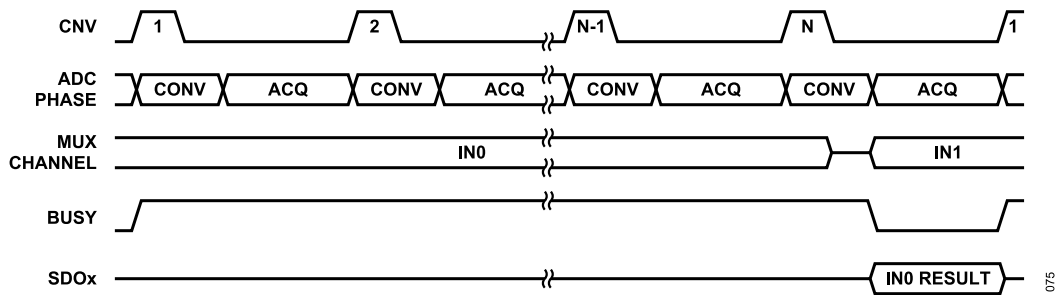 CNV 1 2 N-1 N 1
ADC PHASE CONV ACQ CONV ACQ CONV ACQ CONV ACQ
MUX CHANNEL IN0 IN1
BUSY
SDOx IN0 RESULT
075